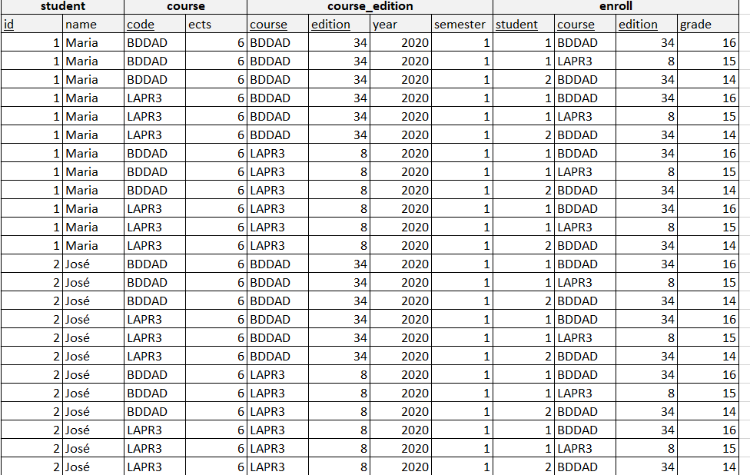 student course course_edition enroll
id name code ects course edition year semester student course edition grade
1 Maria BDDAD 6 BDDAD 34 2020 1 1 BDDAD 34 16
1 Maria BDDAD 6 BDDAD 34 2020 1 1 LAPR3 8 15
1 Maria BDDAD 6 BDDAD 34 2020 1 2 BDDAD 34 14
1 Maria LAPR3 6 BDDAD 34 2020 1 1 BDDAD 34 16
1 Maria LAPR3 6 BDDAD 34 2020 1 1 LAPR3 8 15
1 Maria LAPR3 6 BDDAD 34 2020 1 2 BDDAD 34 14
1 Maria BDDAD 6 LAPR3 8 2020 1 1 BDDAD 34 16
1 Maria BDDAD 6 LAPR3 8 2020 1 1 LAPR3 8 15
1 Maria BDDAD 6 LAPR3 8 2020 1 2 BDDAD 34 14
1 Maria LAPR3 6 LAPR3 8 2020 1 1 BDDAD 34 16
1 Maria LAPR3 6 LAPR3 8 2020 1 1 LAPR3 8 15
1 Maria LAPR3 6 LAPR3 8 2020 1 2 BDDAD 34 14
2 José BDDAD 6 BDDAD 34 2020 1 1 BDDAD 34 16
2 José BDDAD 6 BDDAD 34 2020 1 1 LAPR3 8 15
2 José BDDAD 6 BDDAD 34 2020 1 2 BDDAD 34 14
2 José LAPR3 6 BDDAD 34 2020 1 1 BDDAD 34 16
2 José LAPR3 6 BDDAD 34 2020 1 1 LAPR3 8 15
2 José LAPR3 6 BDDAD 34 2020 1 2 BDDAD 34 14
2 José BDDAD 6 LAPR3 8 2020 1 1 BDDAD 34 16
2 José BDDAD 6 LAPR3 8 2020 1 1 LAPR3 8 15
2 José BDDAD 6 LAPR3 8 2020 1 2 BDDAD 34 14
2 José LAPR3 6 LAPR3 8 2020 1 1 BDDAD 34 16
2 José LAPR3 6 LAPR3 8 2020 1 1 LAPR3 8 15
2 José LAPR3 6 LAPR3 8 2020 1 2 BDDAD 34 14